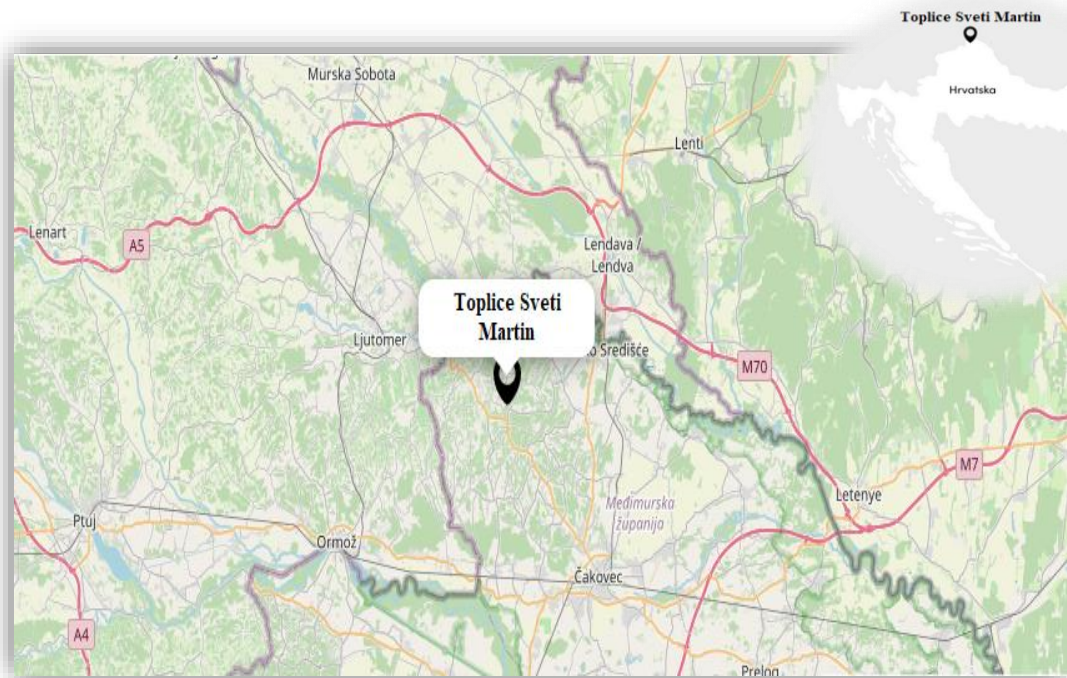 Toplice Sveti Martin
Hrvatska
Murska Sobota
Lenti
Lenart
A5
Lendava /
Lendva
Toplice Sveti
Martin
Ljutomer
Središće
M70
M7
Letenye
Ptuj
Međimurska
županija
Ormož
Čakovec
A4
Prelog